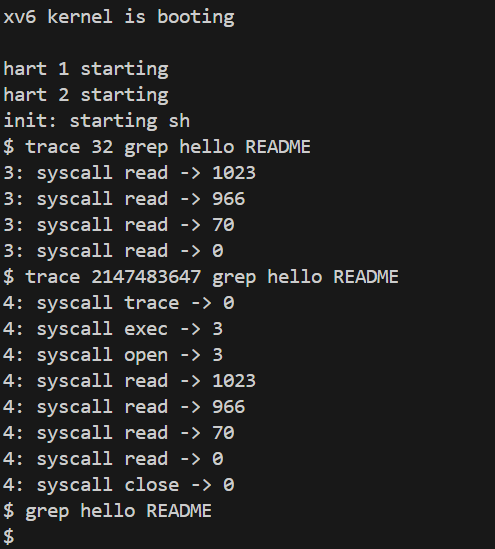 xv6 kernel is booting
hart 1 starting
hart 2 starting
init: starting sh
$ trace 32 grep hello README
3: syscall read -> 1023
3: syscall read -> 966
3: syscall read -> 70
3: syscall read -> 0
$ trace 2147483647 grep hello README
4: syscall trace -> 0
4: syscall exec -> 3
4: syscall open -> 3
4: syscall read -> 1023
4: syscall read -> 966
4: syscall read -> 70
4: syscall read -> 0
4: syscall close -> 0
$ grep hello README
$